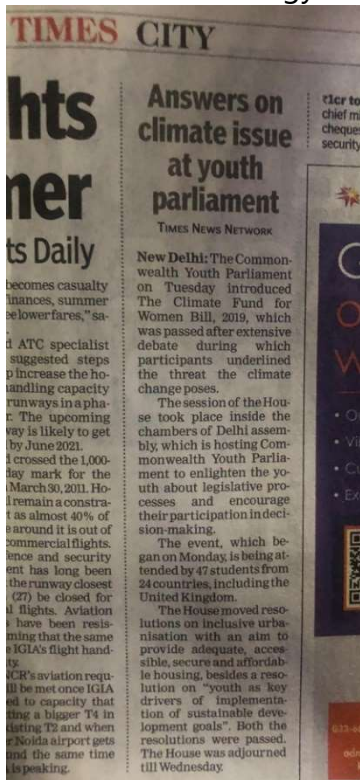 TIMES CITY
hts
ner
ts Daily
becomes casualty
finances, summer
ee lower fares," sa-
d ATC specialist
suggested steps
p increase the ho-
andling capacity
runways in a pha-
r. The upcoming
way is likely to get
by June 2021.
d crossed the 1,000-
day mark for the
March 30, 2011. Ho-
l remain a constra-
t as almost 40% of
e around it is out of
commercial flights.
ence and security
ent has long been
the runway closest
(27) be closed for
l flights. Aviation
s have been resis-
ming that the same
e IGIA's flight hand-
ity.
NCR's aviation requ-
ill be met once IGIA
ed to capacity that
ting a bigger T4 in
xisting T2 and when
r Noida airport gets
und the same time
is peaking.
Answers on
climate issue
at youth
parliament
TIMES NEWS NETWORK
New Delhi: The Common-
wealth Youth Parliament
on Tuesday introduced
The Climate Fund for
Women Bill, 2019, which
was passed after extensive
debate during which
participants underlined
the threat the climate
change poses.
The session of the Hou-
se took place inside the
chambers of Delhi assem-
bly, which is hosting Com-
monwealth Youth Parlia-
ment to enlighten the yo-
uth about legislative pro-
cesses and encourage
their participation in deci-
sion-making.
The event, which be-
gan on Monday, is being at-
tended by 47 students from
24 countries, including the
United Kingdom.
The House moved reso-
lutions on inclusive urba-
nisation with an aim to
provide adequate, acces-
sible, secure and affordab-
le housing, besides a reso-
lution on "youth as key
drivers of implementa-
tion of sustainable deve-
lopment goals". Both the
resolutions were passed.
The House was adjourned
till Wednesday.
₹1cr to
chief mi
cheques
security